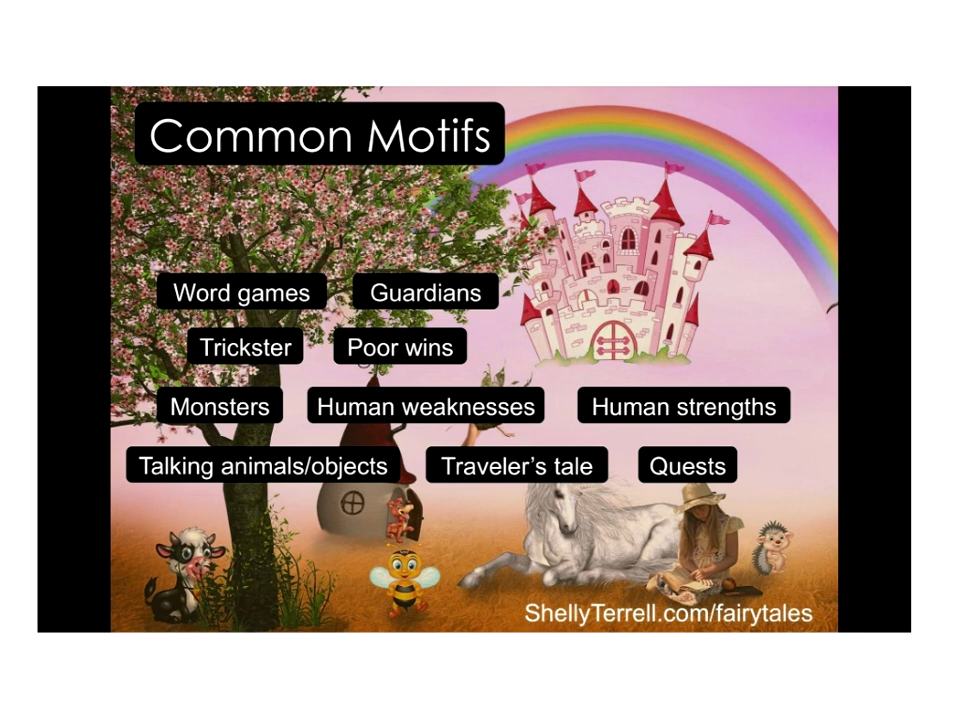 Common Motifs
Word games
Guardians
Trickster
Poor wins
Monsters
Human weaknesses
Human strengths
Talking animals/objects
Traveler’s tale
Quests
ShellyTerrell.com/fairytales